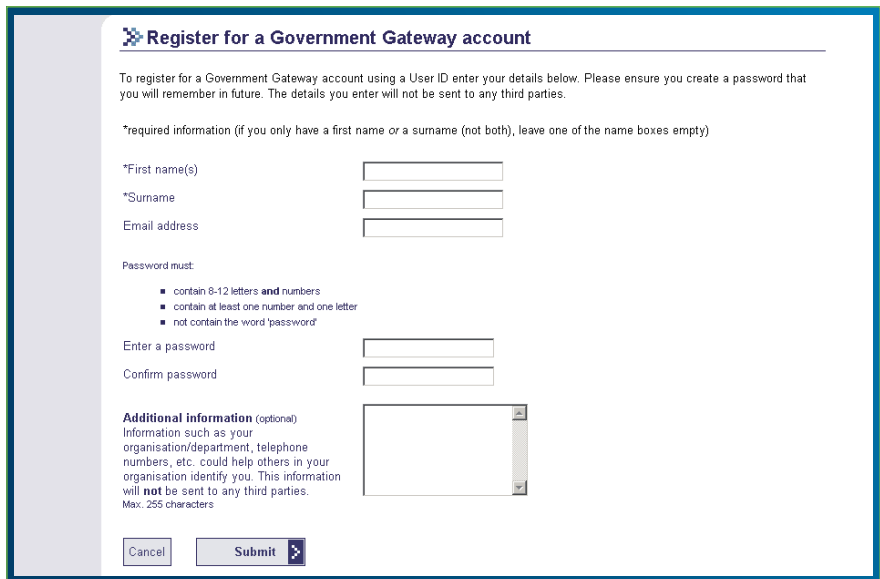 Register for a Government Gateway account
To register for a Government Gateway account using a User ID enter your details below. Please ensure you create a password that
you will remember in future. The details you enter will not be sent to any third parties.
*required information (if you only have a first name or a surname (not both), leave one of the name boxes empty)
*First name(s)
*Surname
Email address
Password must:
contain 8-12 letters and numbers
contain at least one number and one letter
not contain the word 'password'
Enter a password
Confirm password
Additional information (optional)
Information such as your
organisation/department, telephone
numbers, etc. could help others in your
organisation identify you. This information
will not be sent to any third parties.
Max. 255 characters
Cancel
Submit